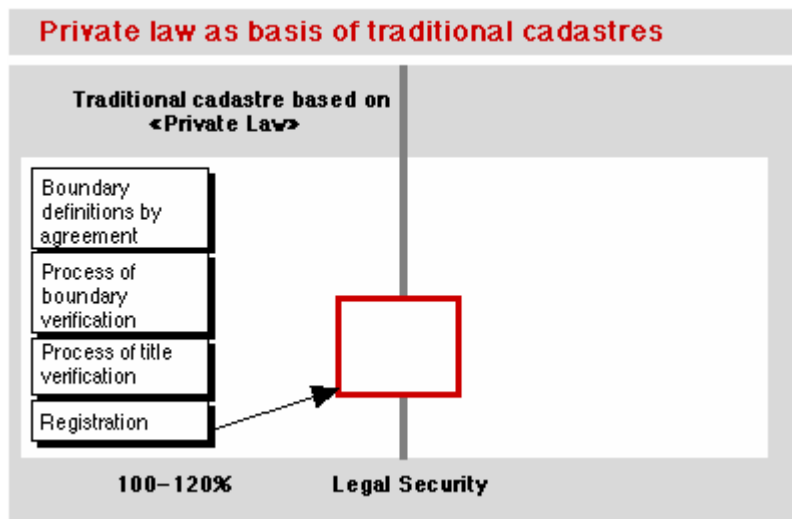 Private law as basis of traditional cadastres
Traditional cadastre based on
«Private Law»
Boundary
definitions by
agreement
Process of
boundary
verification
Process of title
verification
Registration
100–120%
Legal Security